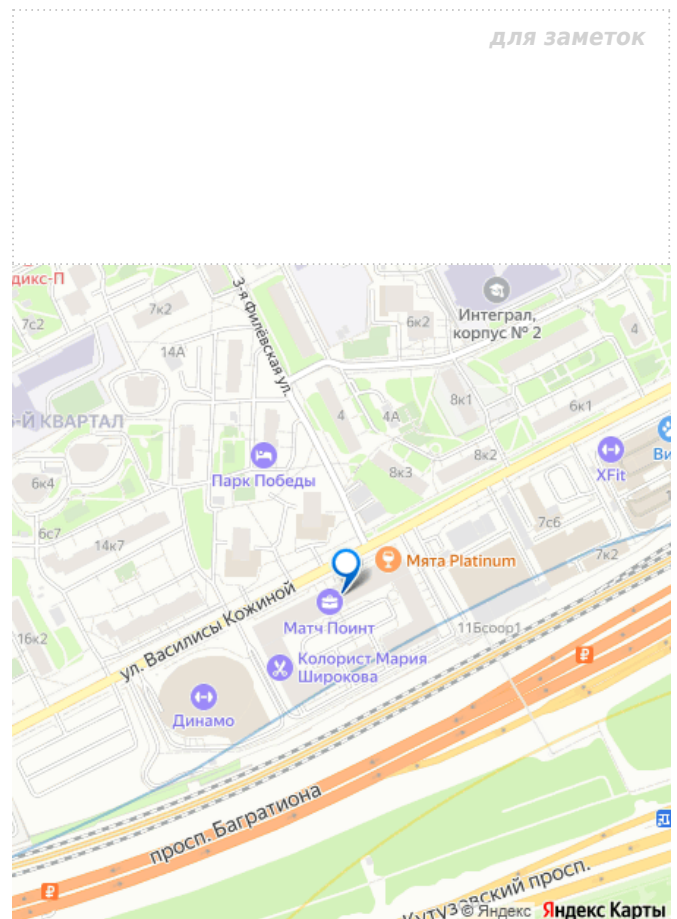 для заметок
дикс-П
3-я Филёвская ул.
7к2
7с2
14А
Интеграл,
корпус № 2
6к2
4
-Й КВАРТАЛ
4
4А
8к1
6к1
Парк Победы
8к3
8к2
XFit
Ви
6к4
6с7
14к7
7с6
7к2
Мята Platinum
ул. Василисы Кожиной
Матч Поинт
11Бсоор1
16к2
Колорист Мария
Широкова
Динамо
просп. Багратиона
Кутузовский просп.
© Яндекс Яндекс Карты